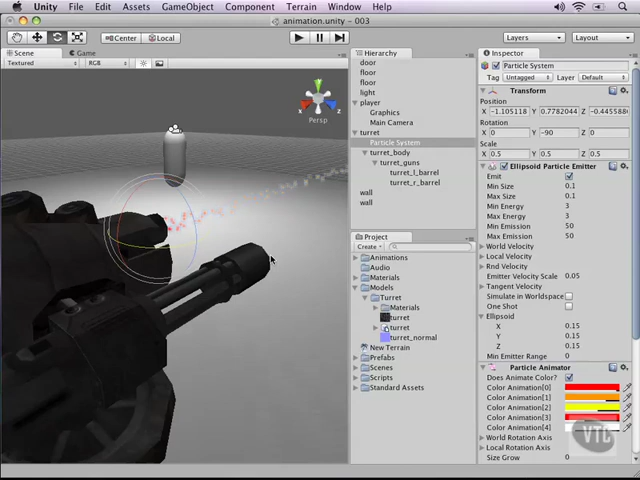 Unity File Edit Assets GameObject Component Terrain Window Help
animation.unity - 003
Center Local Layers Layout
Scene Game
Textured RGB
x z
Persp
Hierarchy
Create
door
floor
floor
floor
light
player
Graphics
Main Camera
turret
Particle System
turret_body
turret_guns
turret_l_barrel
turret_r_barrel
wall
wall
Project
Create
Animations
Audio
Materials
Models
Turret
Materials
turret
turret
turret_normal
New Terrain
Prefabs
Scenes
Scripts
Standard Assets
Inspector
Particle System
Tag Untagged Layer Default
Transform
Position
X -1.105118 Y 0.7782044 Z -0.445588
Rotation
X 0 Y -90 Z 0
Scale
X 0.5 Y 0.5 Z 0.5
Ellipsoid Particle Emitter
Emit
Min Size 0.1
Max Size 0.1
Min Energy 3
Max Energy 3
Min Emission 50
Max Emission 50
World Velocity
Local Velocity
Rnd Velocity
Emitter Velocity Scale 0.05
Tangent Velocity
Simulate in Worldspace
One Shot
Ellipsoid
X 0.15
Y 0.15
Z 0.15
Min Emitter Range 0
Particle Animator
Does Animate Color?
Color Animation[0]
Color Animation[1]
Color Animation[2]
Color Animation[3]
Color Animation[4]
World Rotation Axis
Local Rotation Axis
Size Grow 0
VTC